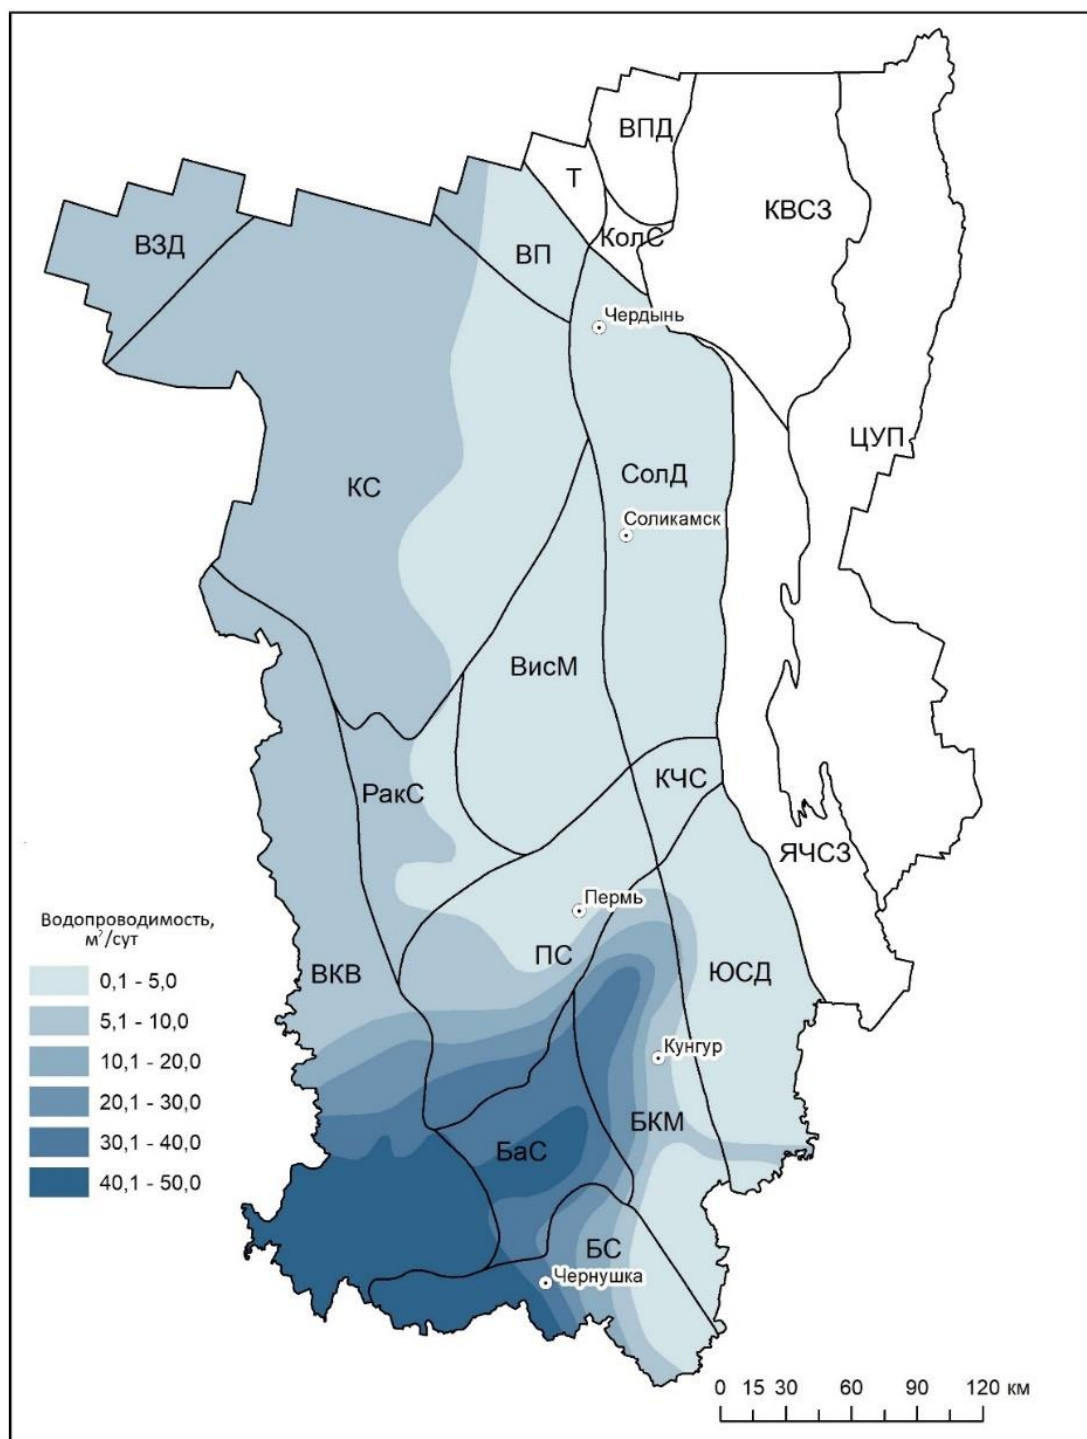 ВПД
Т
КВСЗ
КолС
ВЗД
ВП
Чердынь
ЦУП
СолД
КС
Соликамск
ВисМ
КЧС
РакС
ЯЧСЗ
Пермь
Водопроводимость,
м²/сут
0,1 - 5,0
5,1 - 10,0
10,1 - 20,0
20,1 - 30,0
30,1 - 40,0
40,1 - 50,0
ПС
ВКВ
ЮСД
Кунгур
БКМ
БаС
БС
Чернушка
0 15 30 60 90 120 км